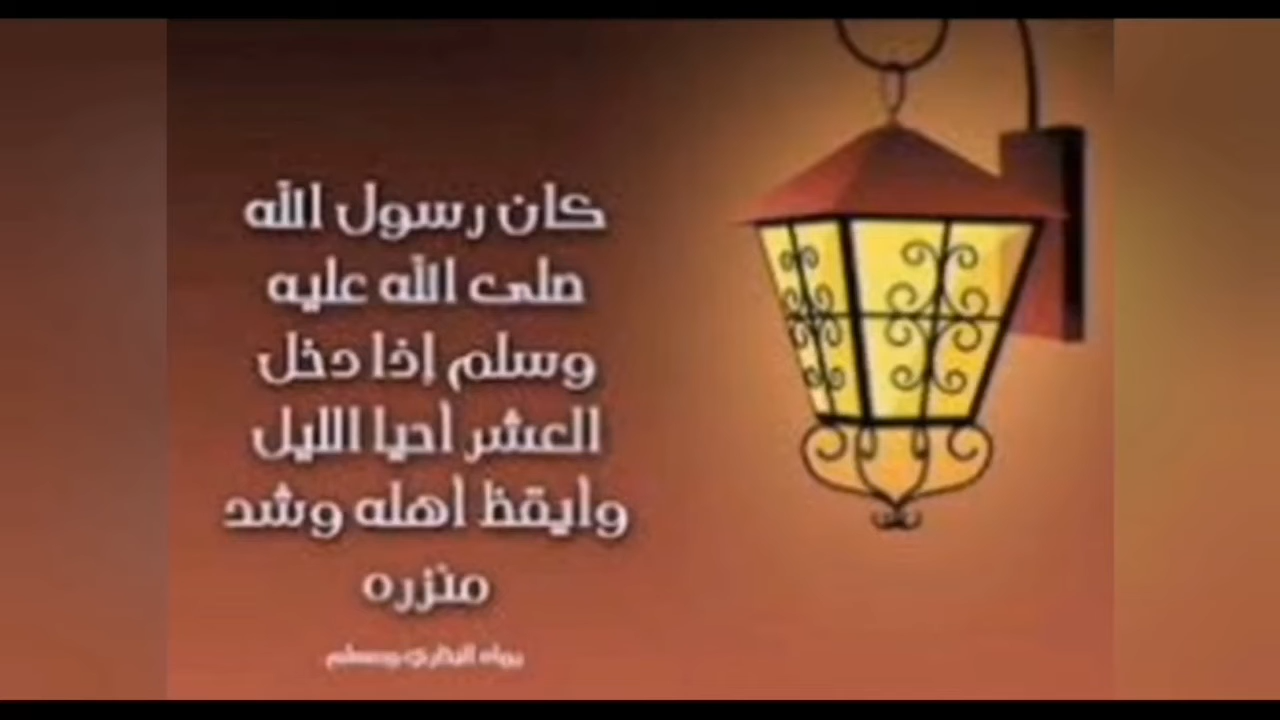 كان رسول الله
صلى الله عليه
وسلم إذا دخل
العشر أحيا الليل
وأيقظ أهله وشد
مئزره
رواه البخاري ومسلم